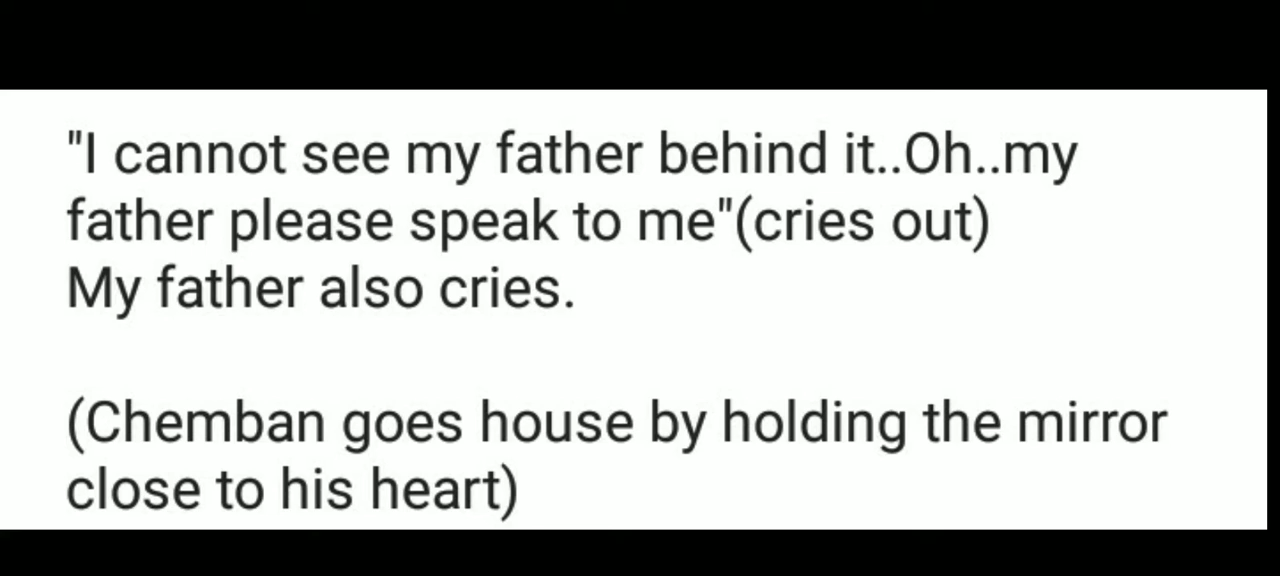 "I cannot see my father behind it..Oh..my
father please speak to me"(cries out)
My father also cries.
(Chemban goes house by holding the mirror
close to his heart)